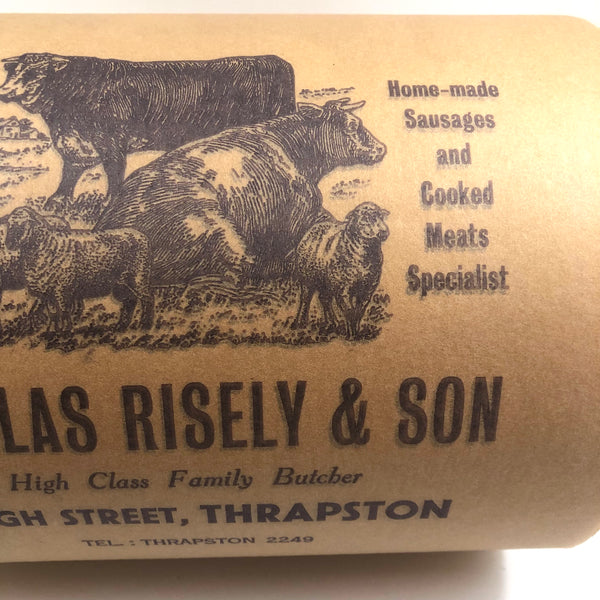 Home-made
Sausages
and
Cooked
Meats
Specialist
LAS RISELY & SON
High Class Family Butcher
GH STREET, THRAPSTON
TEL. : THRAPSTON 2249